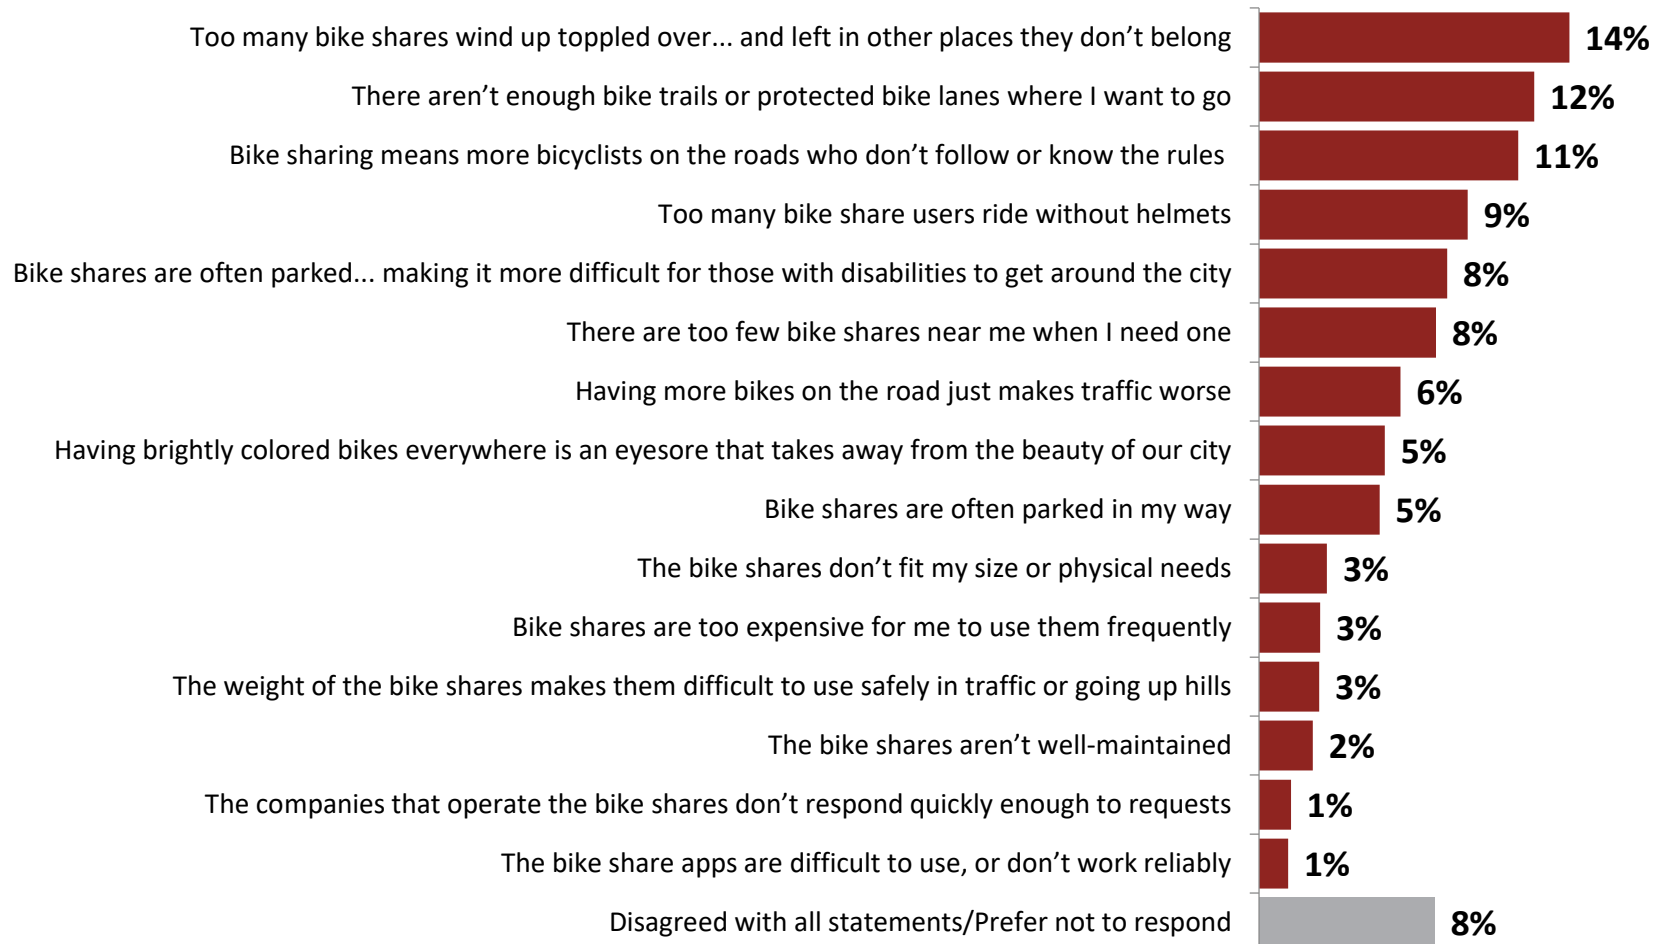 Too many bike shares wind up toppled over... and left in other places they don’t belong 14%
There aren’t enough bike trails or protected bike lanes where I want to go 12%
Bike sharing means more bicyclists on the roads who don’t follow or know the rules 11%
Too many bike share users ride without helmets 9%
Bike shares are often parked... making it more difficult for those with disabilities to get around the city 8%
There are too few bike shares near me when I need one 8%
Having more bikes on the road just makes traffic worse 6%
Having brightly colored bikes everywhere is an eyesore that takes away from the beauty of our city 5%
Bike shares are often parked in my way 5%
The bike shares don’t fit my size or physical needs 3%
Bike shares are too expensive for me to use them frequently 3%
The weight of the bike shares makes them difficult to use safely in traffic or going up hills 3%
The bike shares aren’t well-maintained 2%
The companies that operate the bike shares don’t respond quickly enough to requests 1%
The bike share apps are difficult to use, or don’t work reliably 1%
Disagreed with all statements/Prefer not to respond 8%